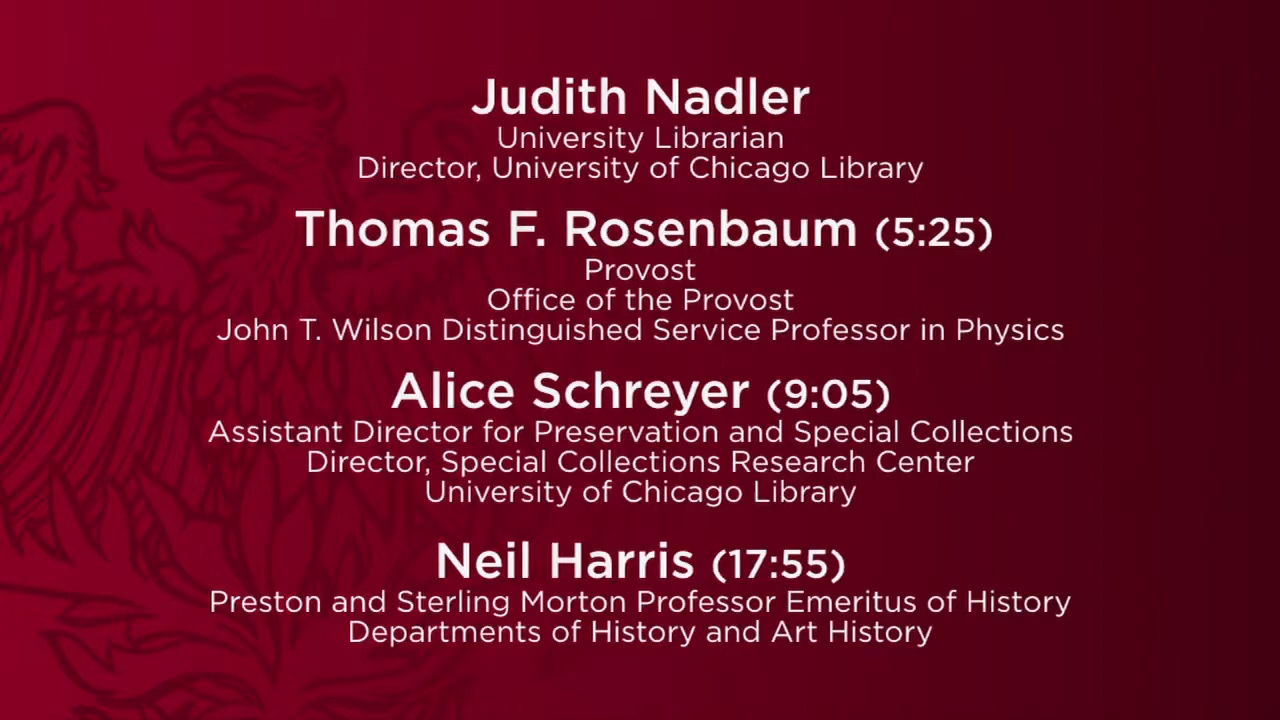 Judith Nadler
University Librarian
Director, University of Chicago Library
Thomas F. Rosenbaum (5:25)
Provost
Office of the Provost
John T. Wilson Distinguished Service Professor in Physics
Alice Schreyer (9:05)
Assistant Director for Preservation and Special Collections
Director, Special Collections Research Center
University of Chicago Library
Neil Harris (17:55)
Preston and Sterling Morton Professor Emeritus of History
Departments of History and Art History